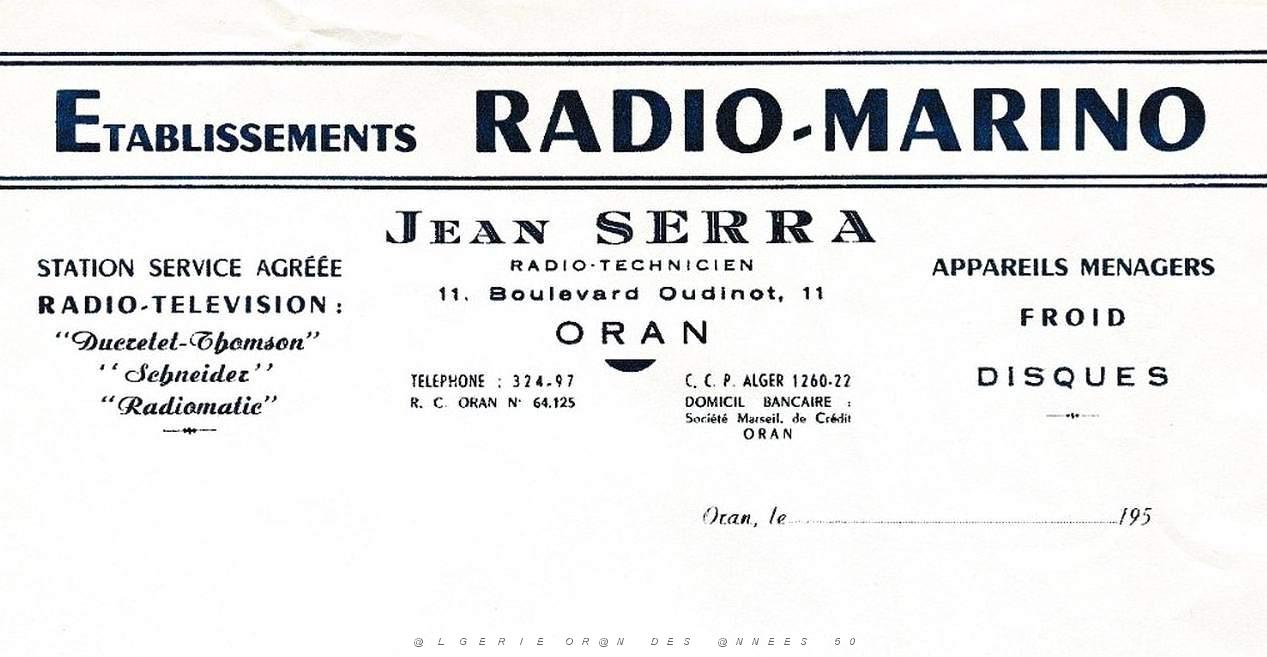 ETABLISSEMENTS RADIO-MARINO
JEAN SERRA
RADIO-TECHNICIEN
11, Boulevard Oudinot, 11
ORAN
STATION SERVICE AGRÉÉE
RADIO-TELEVISION :
"Ducretet-Thomson"
"Schneider"
"Radiomatic"
TELEPHONE : 324-97
R. C. ORAN N° 64.125
C. C. P. ALGER 1260-22
DOMICIL BANCAIRE :
Société Marseil. de Crédit
ORAN
APPAREILS MENAGERS
FROID
DISQUES
Oran, le 195
@LGERIE OR@N DES @NNEES 50